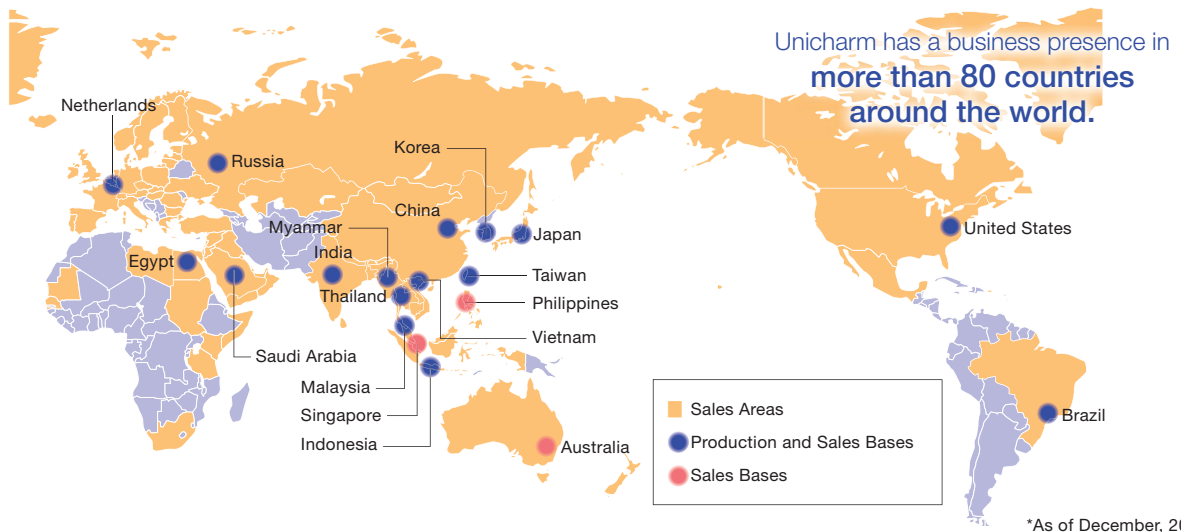 Unicharm has a business presence in
more than 80 countries
around the world.
Netherlands
Russia
Korea
China
Myanmar
India
Japan
United States
Egypt
Taiwan
Thailand
Philippines
Vietnam
Saudi Arabia
Malaysia
Singapore
Indonesia
Australia
Brazil
Sales Areas
Production and Sales Bases
Sales Bases
*As of December,